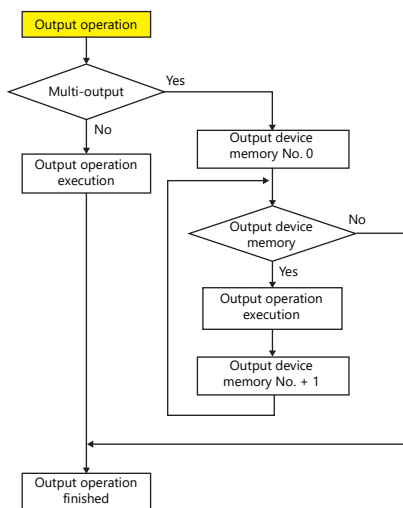 Output operation
Multi-output
Yes
No
Output operation
execution
Output device
memory No. 0
Output device
memory
No
Yes
Output operation
execution
Output device
memory No. + 1
Output operation
finished